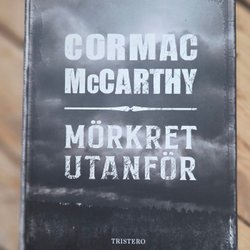 CORMAC
McCARTHY
MÖRKRET
UTANFÖR
TRISTERO